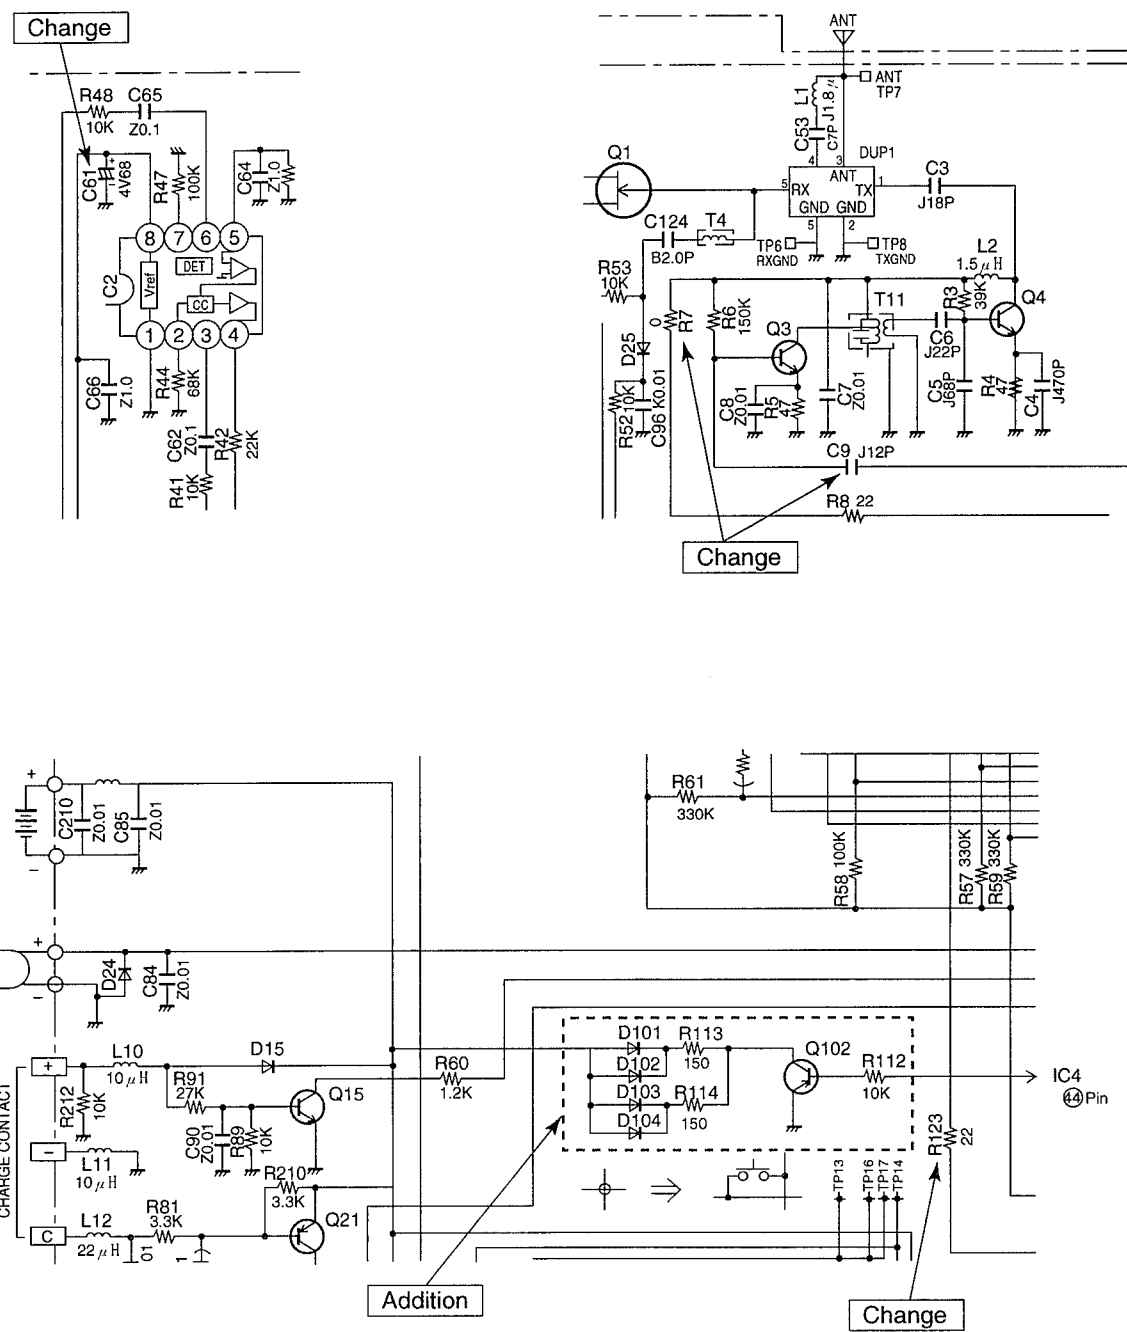 Change
R48
10K
C65
Z0.1
C61
4V68
+
-
R47
100K
C64
Z1.0
8
7
6
5
C2
Vref
DET
CC
1
2
3
4
C66
Z1.0
R44
68K
C62
Z0.1
R42
22K
R41
10K
ANT
ANT
TP7
L1
J1.8μ
C53
C7P
DUP1
Q1
4
3
ANT
5
RX
TX
1
GND
GND
5
2
C3
J18P
C124
B2.0P
T4
TP6
RXGND
TP8
TXGND
L2
1.5μH
R53
10K
0
R7
R6
150K
Q3
T11
R3
39K
Q4
C6
J22P
D25
R52
10K
C96
K0.01
C8
Z0.01
R5
47
C7
Z0.01
C5
J68P
R4
47
C4
J470P
C9
J12P
R8
22
Change
+
-
C210
Z0.01
C85
Z0.01
R61
330K
R58 100K
R57 330K
R59 330K
+
-
D24
C84
Z0.01
CHARGE CONTACT
+
-
C
L10
10μH
D15
R212
10K
R91
27K
C90
Z0.01
R89
10K
Q15
R60
1.2K
L11
10μH
R210
3.3K
L12
22μH
R81
3.3K
01
1
Q21
D101
D102
D103
D104
R113
150
R114
150
Q102
R112
10K
IC4
44 Pin
R123
22
TP13
TP16
TP17
TP14
Addition
Change